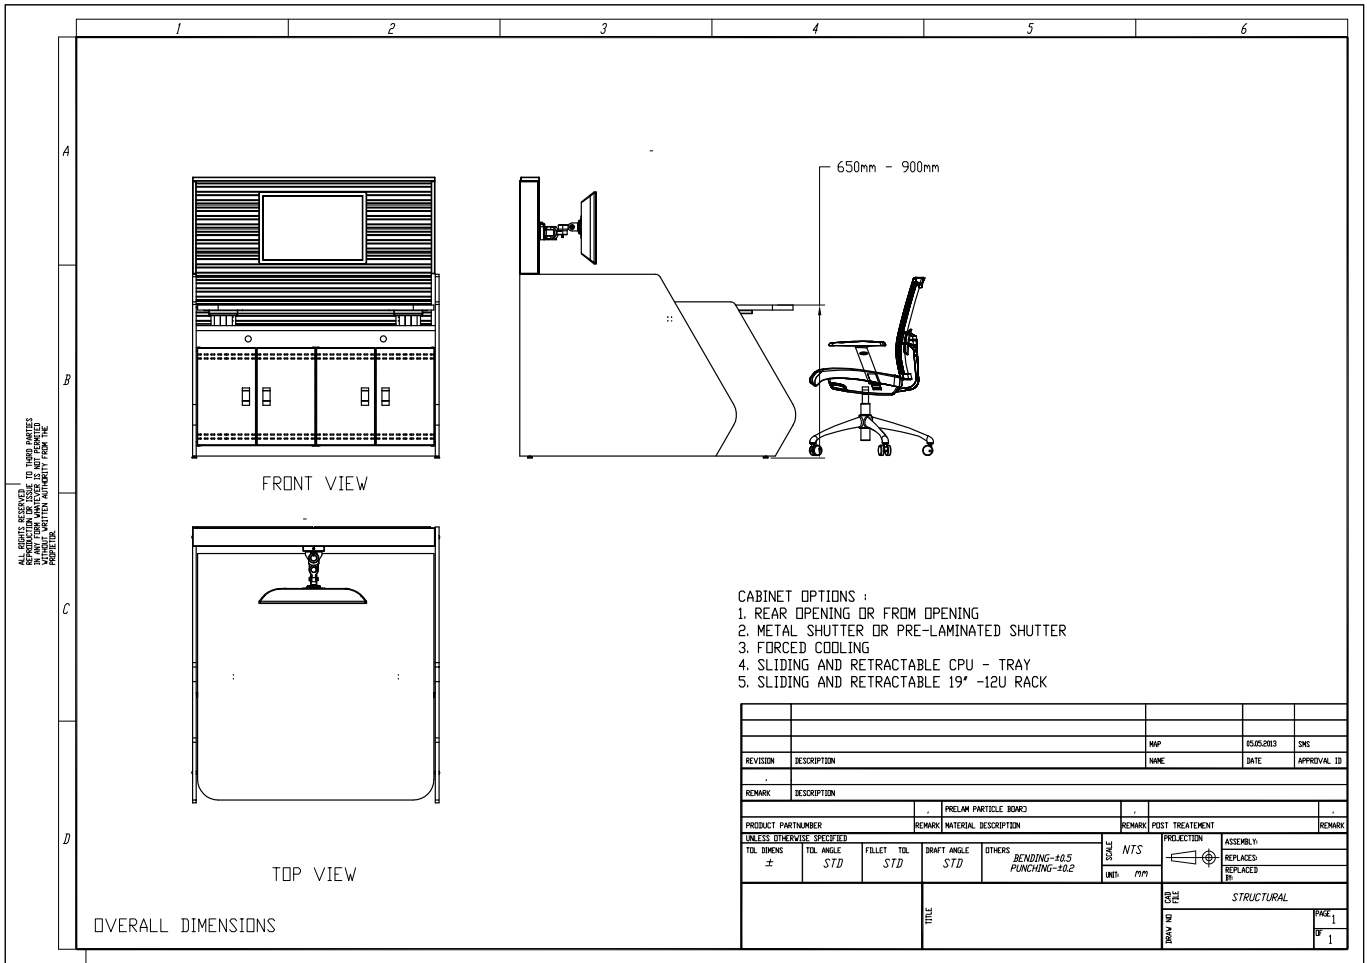 1 2 3 4 5 6
A
B
C
D
650mm - 900mm
FRONT VIEW
TOP VIEW
OVERALL DIMENSIONS
ALL RIGHTS RESERVED
REPRODUCTION OR ISSUE TO THIRD PARTIES
IN ANY FORM WHATEVER IS NOT PERMITED
WITHOUT WRITTEN AUTHORITY FROM THE
PROPIETOR.
CABINET OPTIONS :
1. REAR OPENING OR FROM OPENING
2. METAL SHUTTER OR PRE-LAMINATED SHUTTER
3. FORCED COOLING
4. SLIDING AND RETRACTABLE CPU - TRAY
5. SLIDING AND RETRACTABLE 19" -12U RACK
MAP 05.05.2013 SMS
REVISION DESCRIPTION NAME DATE APPROVAL ID
REMARK DESCRIPTION
PRELAM PARTICLE BOARD
PRODUCT PARTNUMBER REMARK MATERIAL DESCRIPTION REMARK POST TREATEMENT REMARK
UNLESS OTHERWISE SPECIFIED
TOL DIMENS ±
TOL ANGLE STD
FILLET TOL STD
DRAFT ANGLE STD
OTHERS
BENDING-±0.5
PUNCHING-±0.2
SCALE NTS
UNIT: MM
PROJECTION
ASSEMBLY:
REPLACES:
REPLACED
BY:
TITLE
CAD FILE STRUCTURAL
DRAW NO
PAGE 1
OF 1